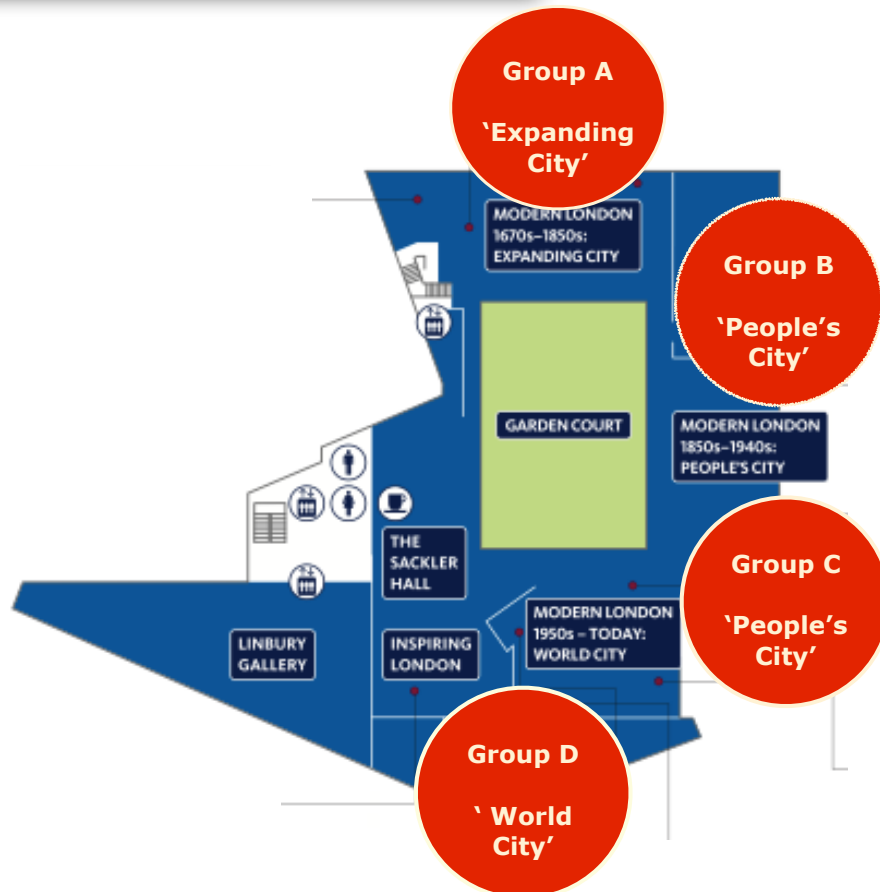 Group A
‘Expanding
City’
MODERN LONDON
1670s–1850s:
EXPANDING CITY
Group B
‘People’s
City’
GARDEN COURT
MODERN LONDON
1850s–1940s:
PEOPLE'S CITY
THE
SACKLER
HALL
Group C
‘People’s
City’
MODERN LONDON
1950s – TODAY:
WORLD CITY
LINBURY
GALLERY
INSPIRING
LONDON
Group D
‘ World
City’